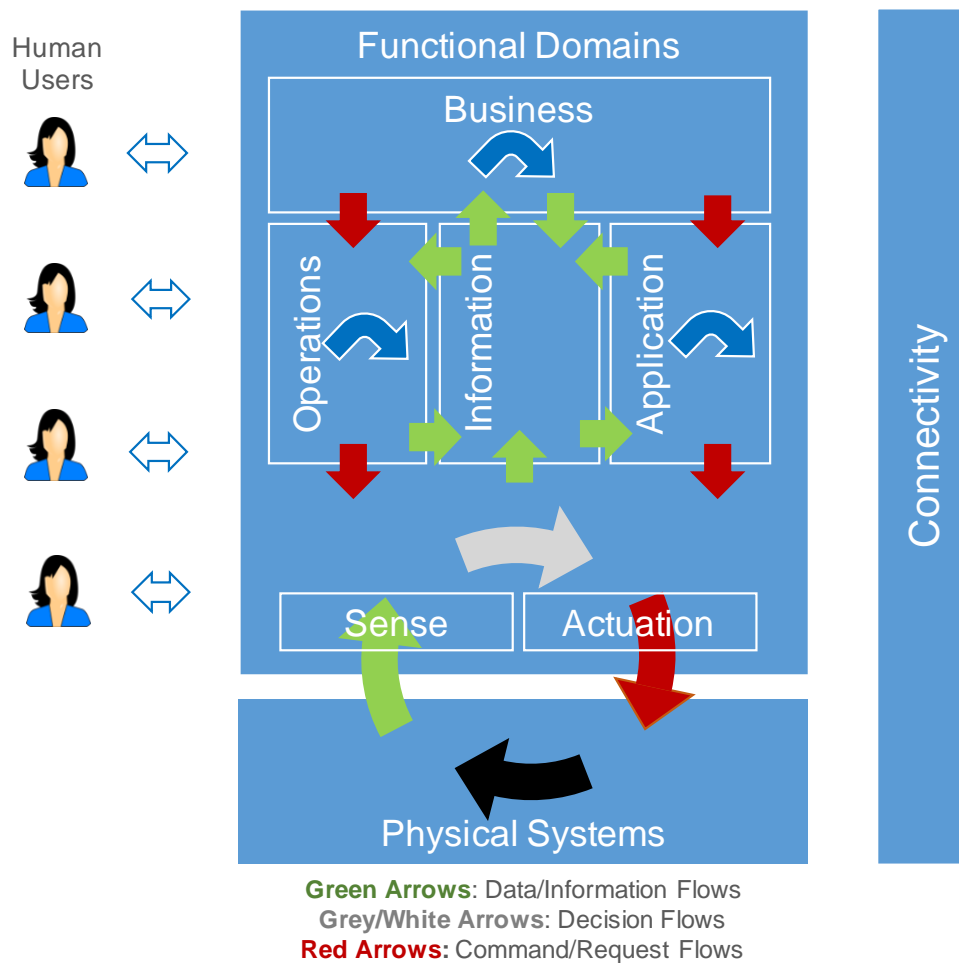 Human
Users
Functional Domains
Business
Operations
Information
Application
Sense
Actuation
Physical Systems
Connectivity
Green Arrows: Data/Information Flows
Grey/White Arrows: Decision Flows
Red Arrows: Command/Request Flows